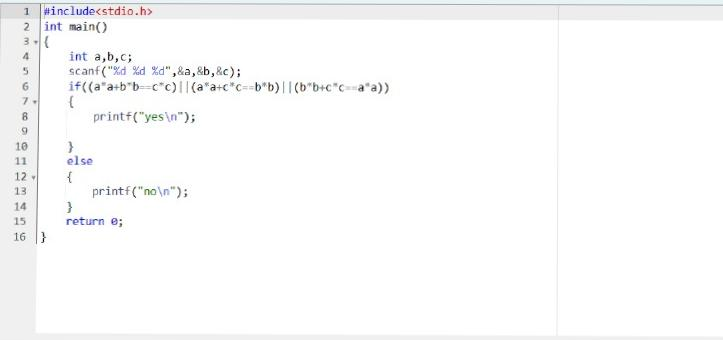 1 #include<stdio.h>
2 int main()
3 {
4 int a,b,c;
5 scanf("%d %d %d",&a,&b,&c);
6 if((a*a+b*b==c*c)||(a*a+c*c==b*b)||(b*b+c*c==a*a))
7 {
8 printf("yes\n");
9
10 }
11 else
12 {
13 printf("no\n");
14 }
15 return 0;
16 }